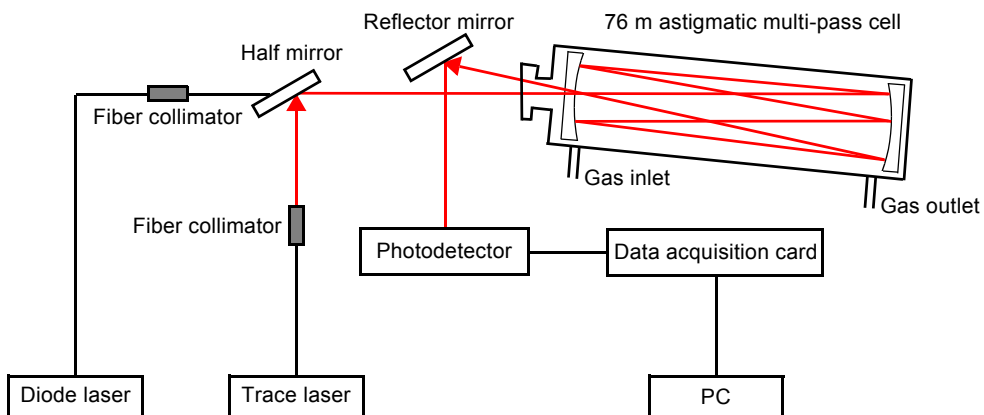 Reflector mirror
76 m astigmatic multi-pass cell
Half mirror
Fiber collimator
Gas inlet
Gas outlet
Fiber collimator
Photodetector
Data acquisition card
Diode laser
Trace laser
PC